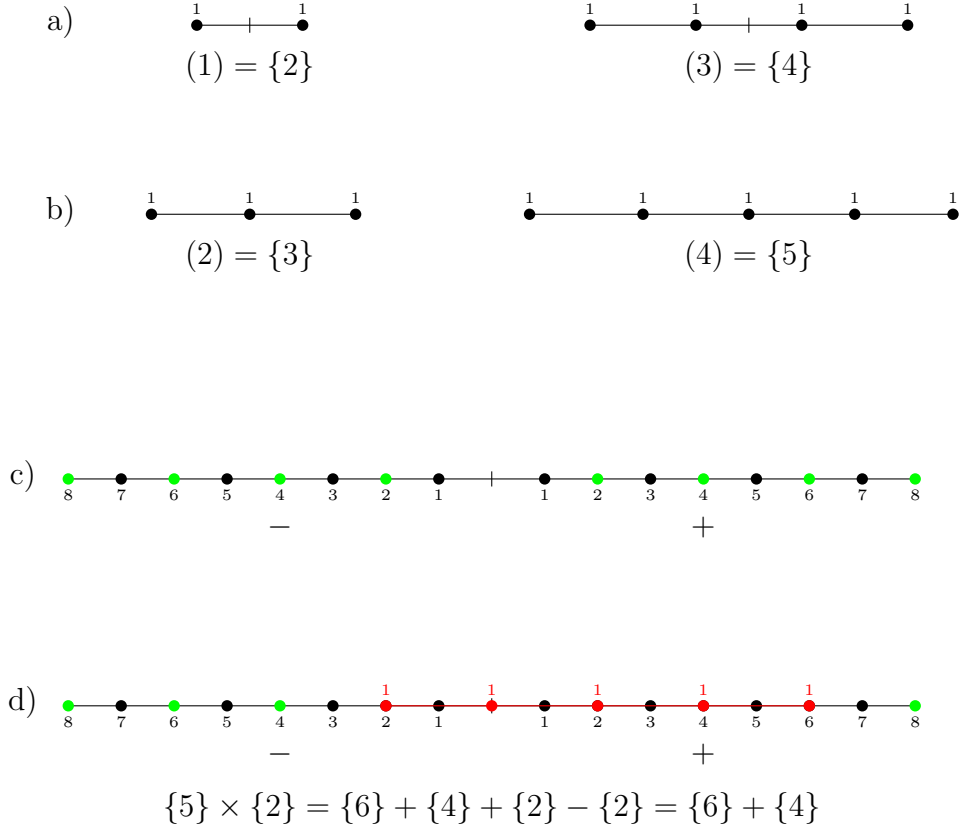 a) 1 1 1 1 1 1
(1) = {2} (3) = {4}
b) 1 1 1 1 1 1 1 1
(2) = {3} (4) = {5}
c) 8 7 6 5 4 3 2 1 1 2 3 4 5 6 7 8
− +
1 1 1 1 1
d) 8 7 6 5 4 3 2 1 1 2 3 4 5 6 7 8
− +
{5} × {2} = {6} + {4} + {2} − {2} = {6} + {4}